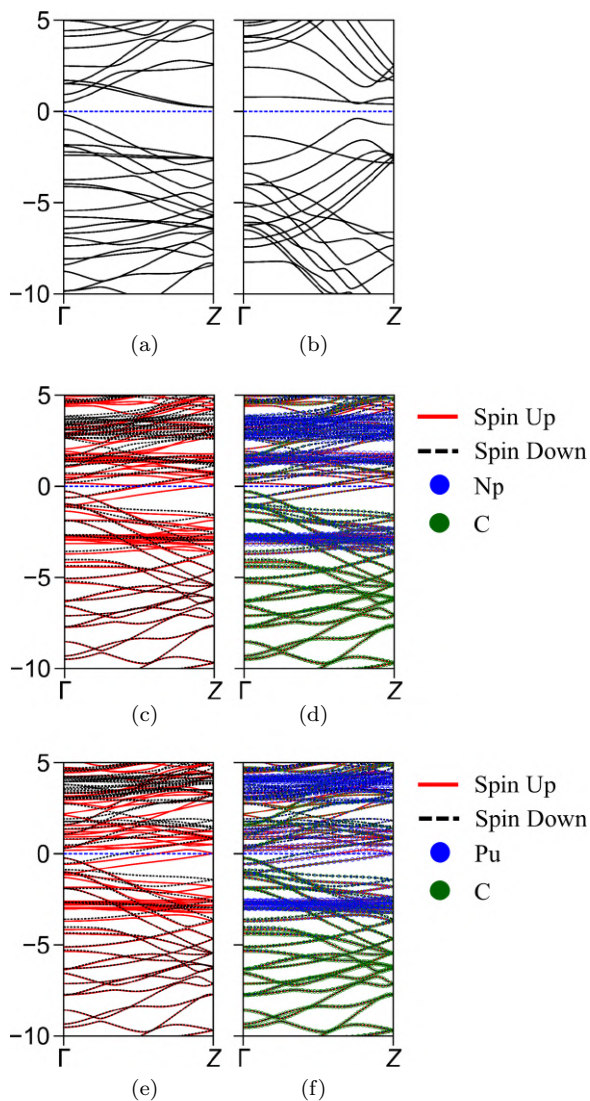 5
0
−5
−10
Γ Z Γ Z
(a) (b)
5
0
−5
−10
Γ Z Γ Z
Spin Up
Spin Down
Np
C
(c) (d)
5
0
−5
−10
Γ Z Γ Z
Spin Up
Spin Down
Pu
C
(e) (f)